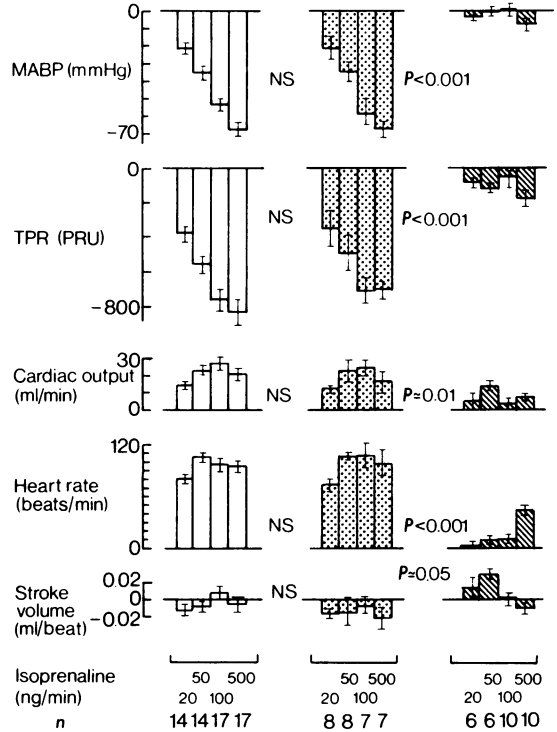 0
MABP (mmHg)
NS
P<0.001
-70
0
NS
P<0.001
TPR (PRU)
-800
30
Cardiac output
(ml/min)
NS
P≃0.01
0
120
Heart rate
(beats/min)
NS
P<0.001
0
P≃0.05
0.02
Stroke
volume
(ml/beat)
0
-0.02
NS
Isoprenaline
(ng/min)
50 500 50 500 50 500
20 100 20 100 20 100
n 14 14 17 17 8 8 7 7 6 6 10 10